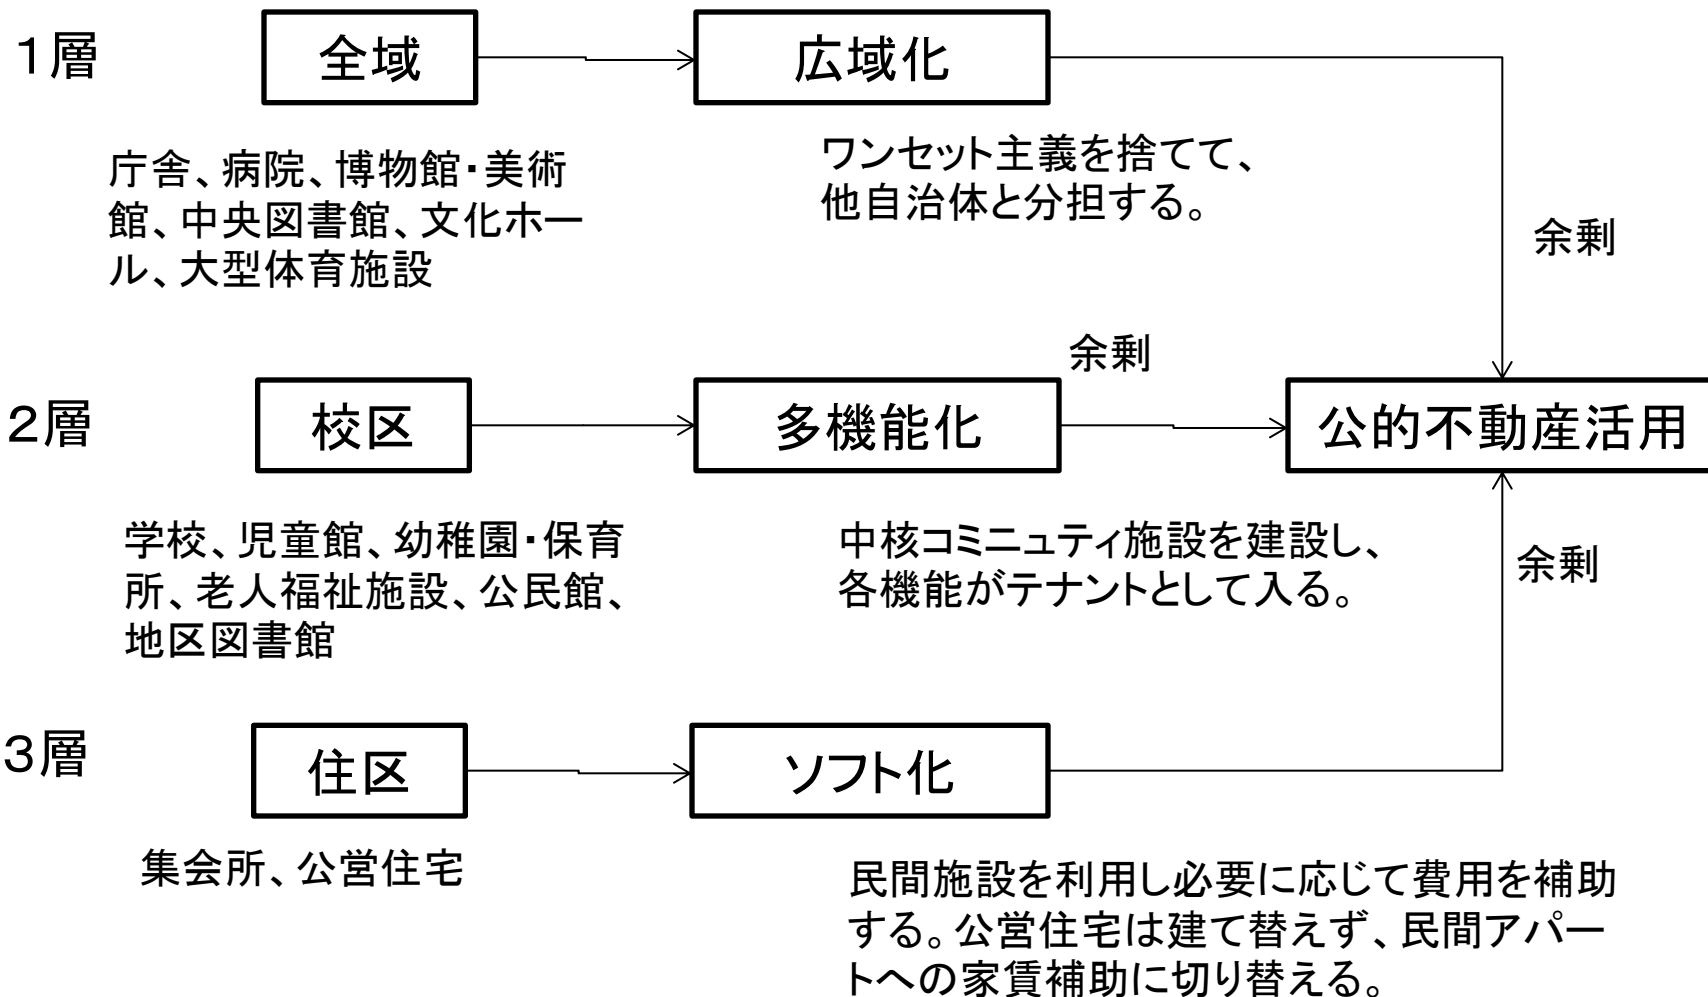 1層
全域
広域化
庁舎、病院、博物館・美術
館、中央図書館、文化ホー
ル、大型体育施設
ワンセット主義を捨てて、
他自治体と分担する。
余剰
余剰
2層
校区
多機能化
公的不動産活用
学校、児童館、幼稚園・保育
所、老人福祉施設、公民館、
地区図書館
中核コミニュティ施設を建設し、
各機能がテナントとして入る。
余剰
3層
住区
ソフト化
集会所、公営住宅
民間施設を利用し必要に応じて費用を補助
する。公営住宅は建て替えず、民間アパー
トへの家賃補助に切り替える。